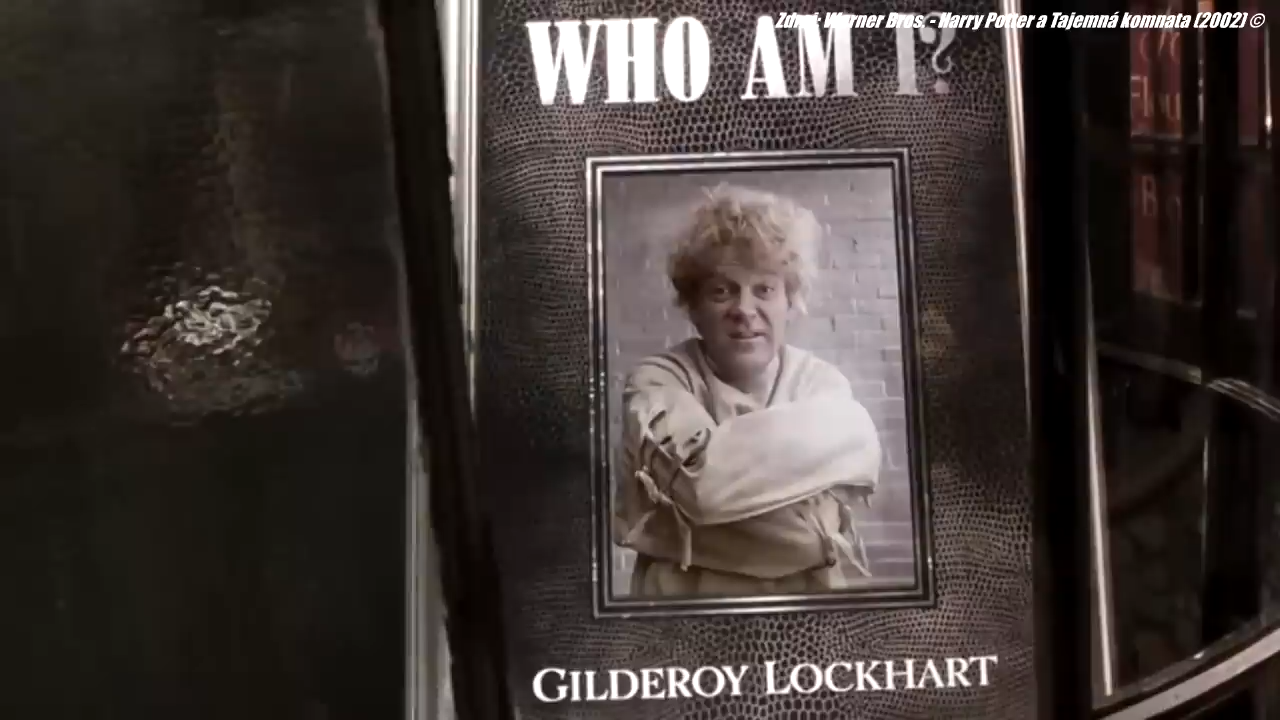 Zdroj: Warner Bros. - Harry Potter a Tajemná komnata (2002) ©
WHO AM I?
GILDEROY LOCKHART